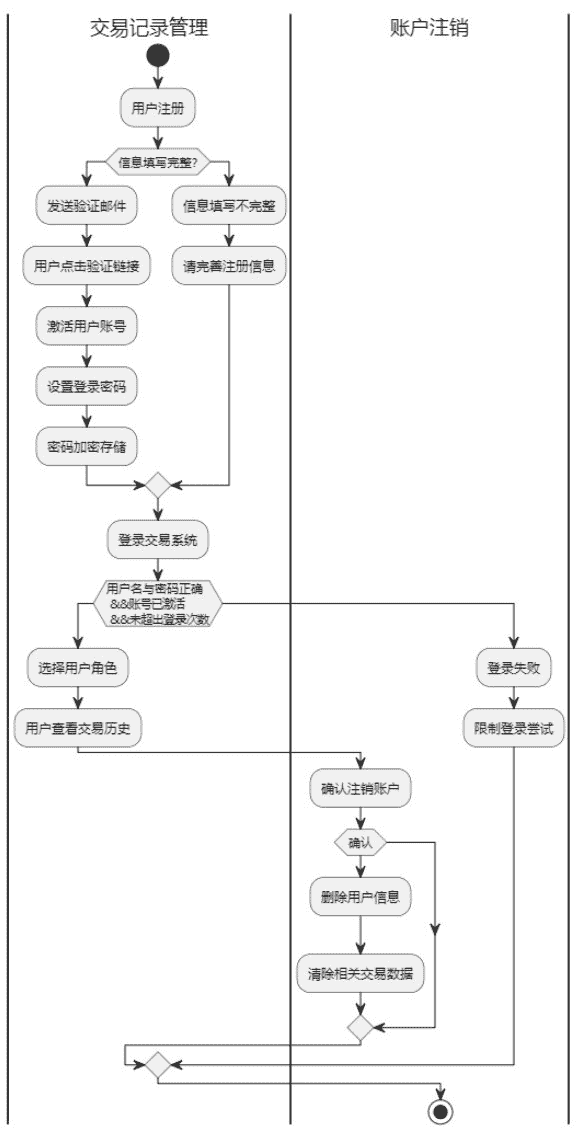 交易记录管理
账户注销
用户注册
信息填写完整?
发送验证邮件
信息填写不完整
用户点击验证链接
请完善注册信息
激活用户账号
设置登录密码
密码加密存储
登录交易系统
用户名与密码正确
&&账号已激活
&&未超出登录次数
选择用户角色
登录失败
用户查看交易历史
限制登录尝试
确认注销账户
确认
删除用户信息
清除相关交易数据